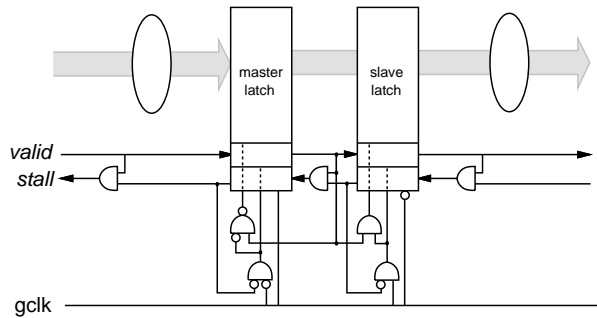 master
latch
slave
latch
valid
stall
gclk